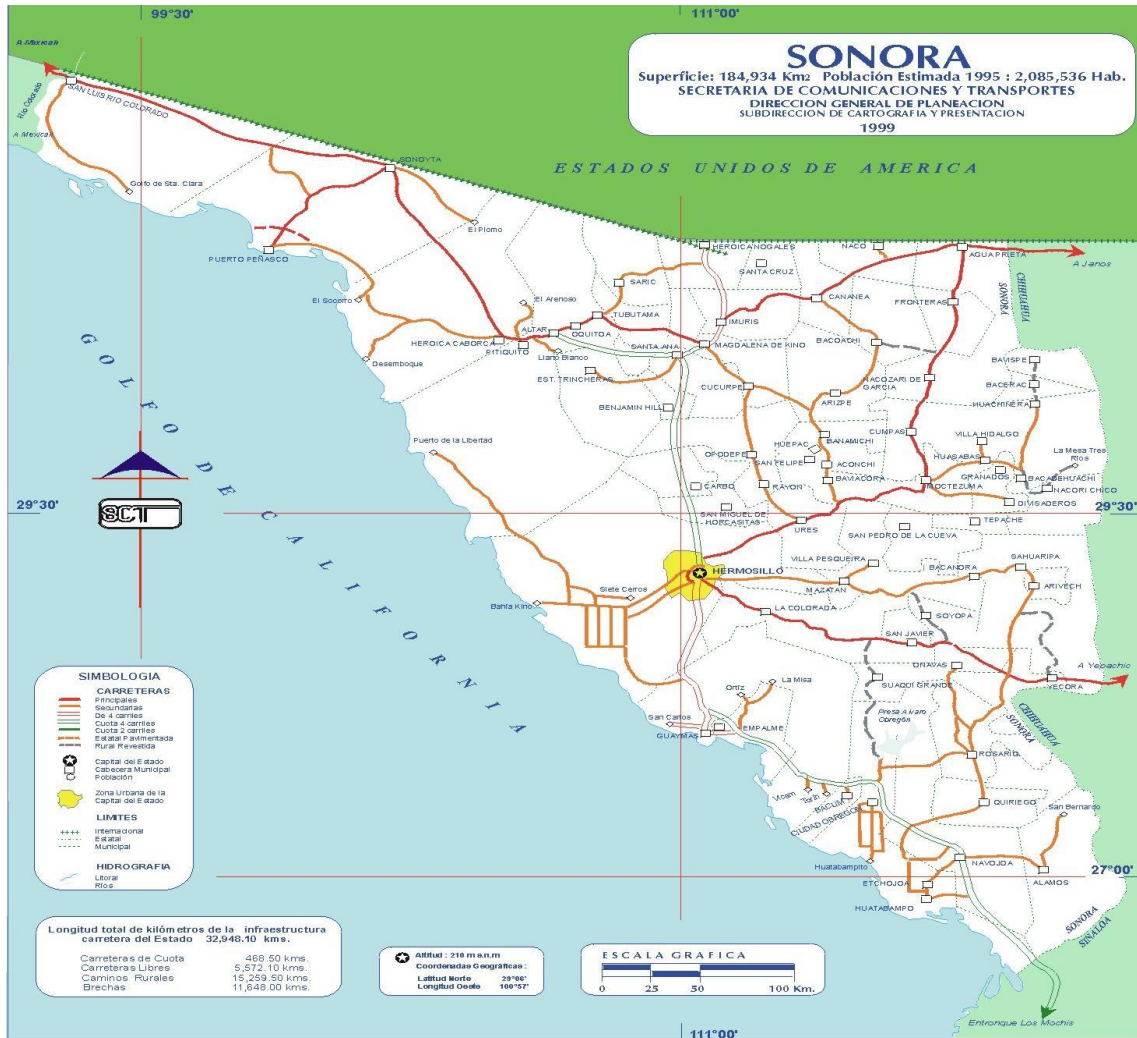 99°30'
111°00'
A Mexicali
SONORA
Superficie: 184,934 Km2 Población Estimada 1995 : 2,085,536 Hab.
SECRETARIA DE COMUNICACIONES Y TRANSPORTES
DIRECCION GENERAL DE PLANEACION
SUBDIRECCION DE CARTOGRAFIA Y PRESENTACION
1999
SAN LUIS RIO COLORADO
Rio Colorado
A Mexicali
ESTADOS UNIDOS DE AMERICA
SONOYTA
Golfo de Sta. Clara
El Plomo
PUERTO PEÑASCO
HEROICA NOGALES
NACO
AGUA PRIETA
A Janos
SANTA CRUZ
SARIC
CHIHUAHUA
SONORA
El Socorro
El Arenoso
CANANEA
FRONTERAS
TUBUTAMA
IMURIS
ALTAR
OQUITOA
HEROICA CABORCA
PITIQUITO
SANTA ANA
MAGDALENA DE KINO
BACOACHI
Llano Blanco
Desemboque
BAVISPE
EST. TRINCHERAS
CUCURPE
NACOZARI DE
GARCIA
BACERAC
ARIZPE
HUACHINERA
BENJAMIN HILL
GOLFO DE CALIFORNIA
Puerto de la Libertad
CUMPAS
VILLA HIDALGO
HUEPAC
BANAMICHI
La Mesa Tres
Ríos
OPODEPE
SAN FELIPE
ACONCHI
HUASABAS
GRANADOS
BACADEHUACHI
CARBO
RAYON
BAVIACORA
MOCTEZUMA
NACORI CHICO
DIVISADEROS
29°30'
SCT
SAN MIGUEL DE
HORCASITAS
URES
TEPACHE
29°30'
SAN PEDRO DE LA CUEVA
VILLA PESQUEIRA
SAHUARIPA
HERMOSILLO
BACANORA
MAZATAN
ARIVECH
Siete Cerros
Bahía Kino
LA COLORADA
SOYOPA
SAN JAVIER
ONAVAS
A Yepachic
La Misa
SUAQUI GRANDE
YECORA
Ortíz
Presa Alvaro
Obregón
San Carlos
EMPALME
GUAYMAS
CHIHUAHUA
SONORA
ROSARIO
Vicam
Torin
BACUM
CIUDAD OBREGON
QUIRIEGO
San Bernardo
Huatabampito
NAVOJOA
ETCHOJOA
ALAMOS
27°00'
HUATABAMPO
SONORA
SINALOA
SIMBOLOGIA
CARRETERAS
Principales
Secundarias
De 4 carriles
Cuota 4 carriles
Cuota 2 carriles
Estatal Pavimentada
Rural Revestida
Capital del Estado
Cabecera Municipal
Población
Zona Urbana de la
Capital del Estado
LIMITES
Internacional
Estatal
Municipal
HIDROGRAFIA
Litoral
Ríos
Longitud total de kilómetros de la infraestructura
carretera del Estado 32,948.10 kms.
Carreteras de Cuota 468.50 kms.
Carreteras Libres 5,572.10 kms.
Caminos Rurales 15,259.50 kms.
Brechas 11,648.00 kms.
Altitud : 210 m s.n.m
Coordenadas Geográficas :
Latitud Norte 29°06'
Longitud Oeste 100°57'
ESCALA GRAFICA
0 25 50 100 Km.
Entronque Los Mochis
111°00'